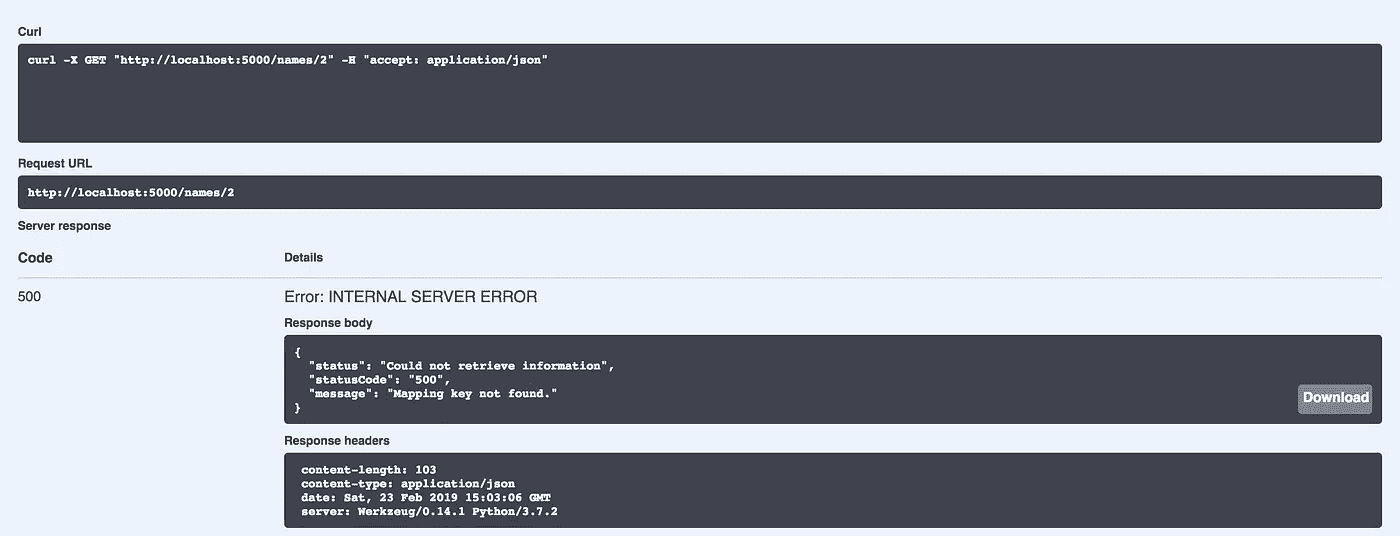 Curl
curl -X GET "http://localhost:5000/names/2" -H "accept: application/json"
Request URL
http://localhost:5000/names/2
Server response
Code Details
500 Error: INTERNAL SERVER ERROR
Response body
{
  "status": "Could not retrieve information",
  "statusCode": "500",
  "message": "Mapping key not found."
}
Download
Response headers
content-length: 103
content-type: application/json
date: Sat, 23 Feb 2019 15:03:06 GMT
server: Werkzeug/0.14.1 Python/3.7.2